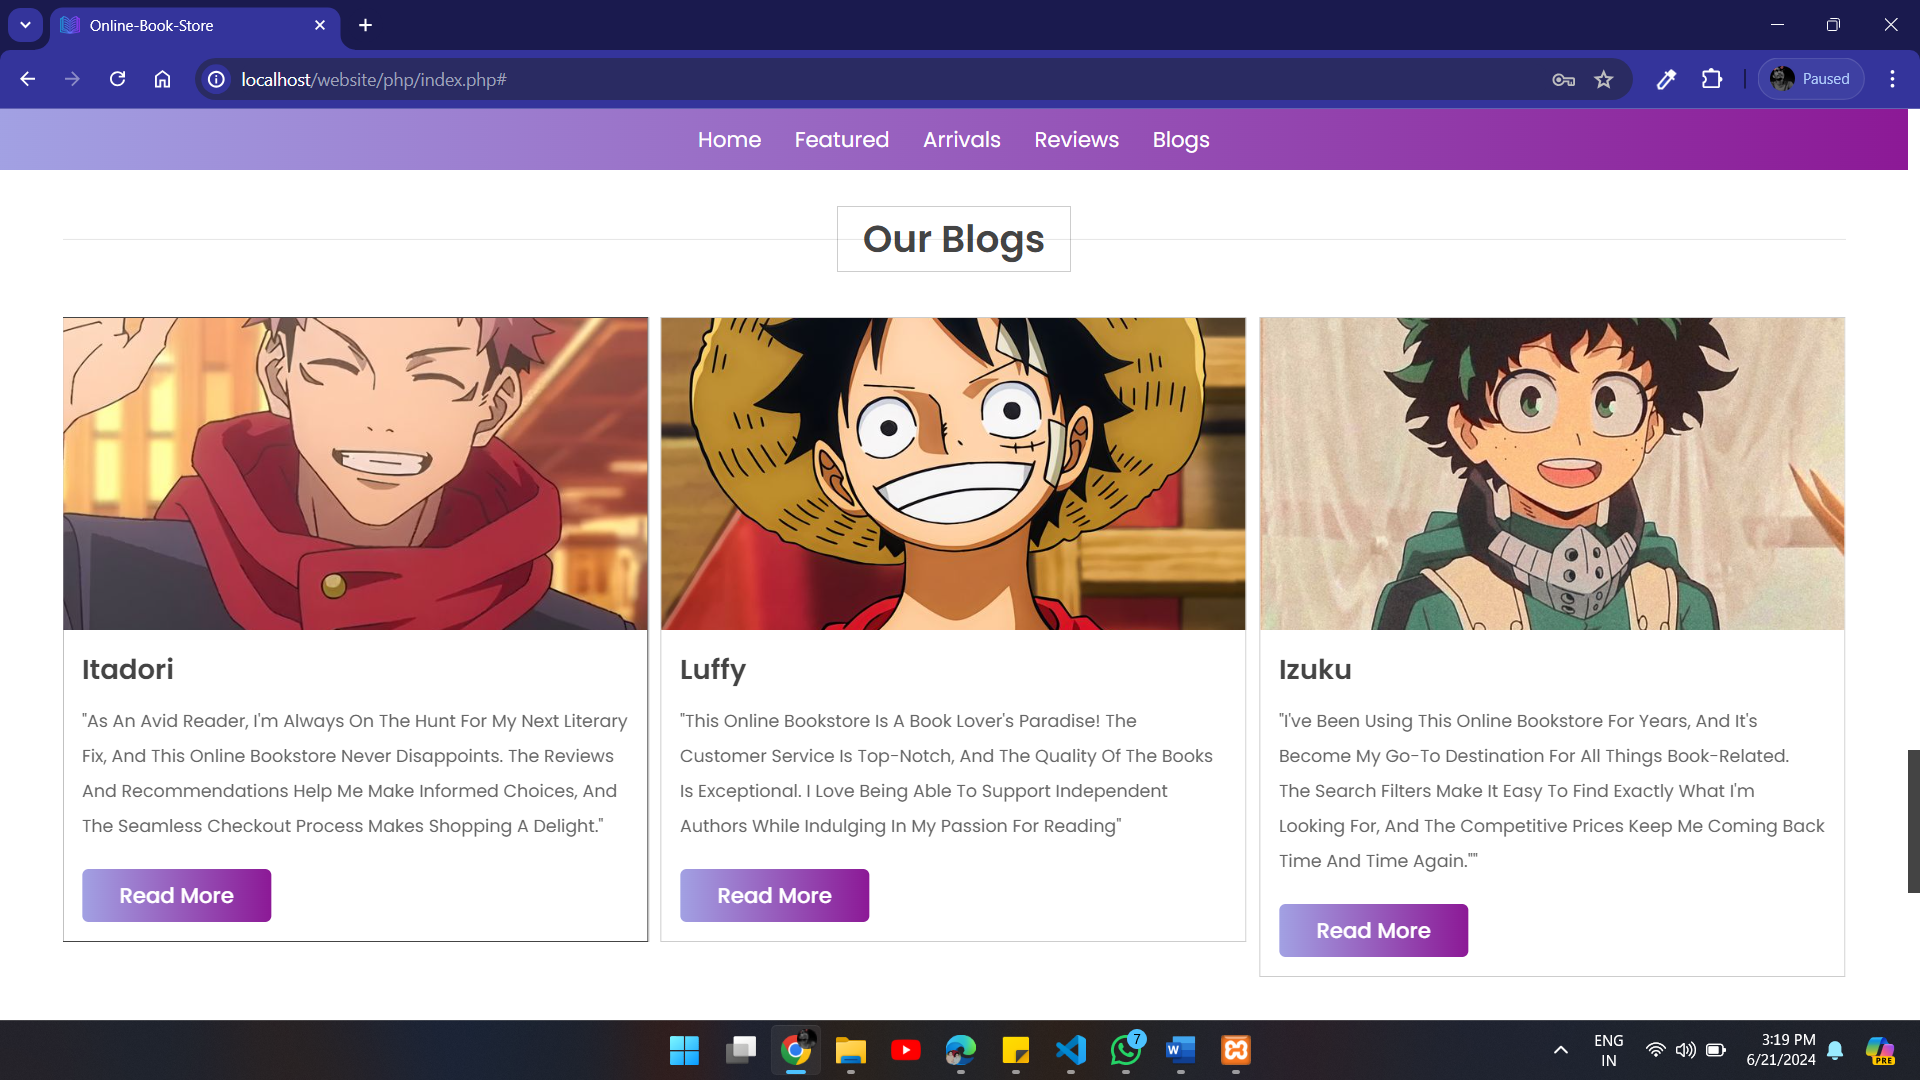 Online-Book-Store
localhost/website/php/index.php#
Paused
Home Featured Arrivals Reviews Blogs
Our Blogs
Itadori
"As An Avid Reader, I'm Always On The Hunt For My Next Literary
Fix, And This Online Bookstore Never Disappoints. The Reviews
And Recommendations Help Me Make Informed Choices, And
The Seamless Checkout Process Makes Shopping A Delight."
Read More
Luffy
"This Online Bookstore Is A Book Lover's Paradise! The
Customer Service Is Top-Notch, And The Quality Of The Books
Is Exceptional. I Love Being Able To Support Independent
Authors While Indulging In My Passion For Reading"
Read More
Izuku
"I've Been Using This Online Bookstore For Years, And It's
Become My Go-To Destination For All Things Book-Related.
The Search Filters Make It Easy To Find Exactly What I'm
Looking For, And The Competitive Prices Keep Me Coming Back
Time And Time Again.""
Read More
7
W
ENG
IN
3:19 PM
6/21/2024
PRE